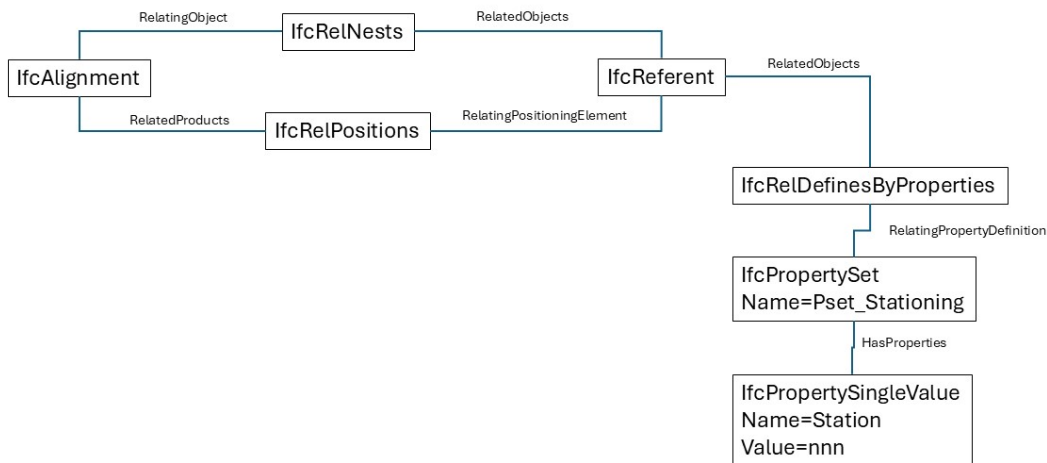 RelatingObject
IfcRelNests
RelatedObjects
IfcAlignment
IfcReferent
RelatedObjects
RelatedProducts
IfcRelPositions
RelatingPositioningElement
IfcRelDefinesByProperties
RelatingPropertyDefinition
IfcPropertySet
Name=Pset_Stationing
HasProperties
IfcPropertySingleValue
Name=Station
Value=nnn